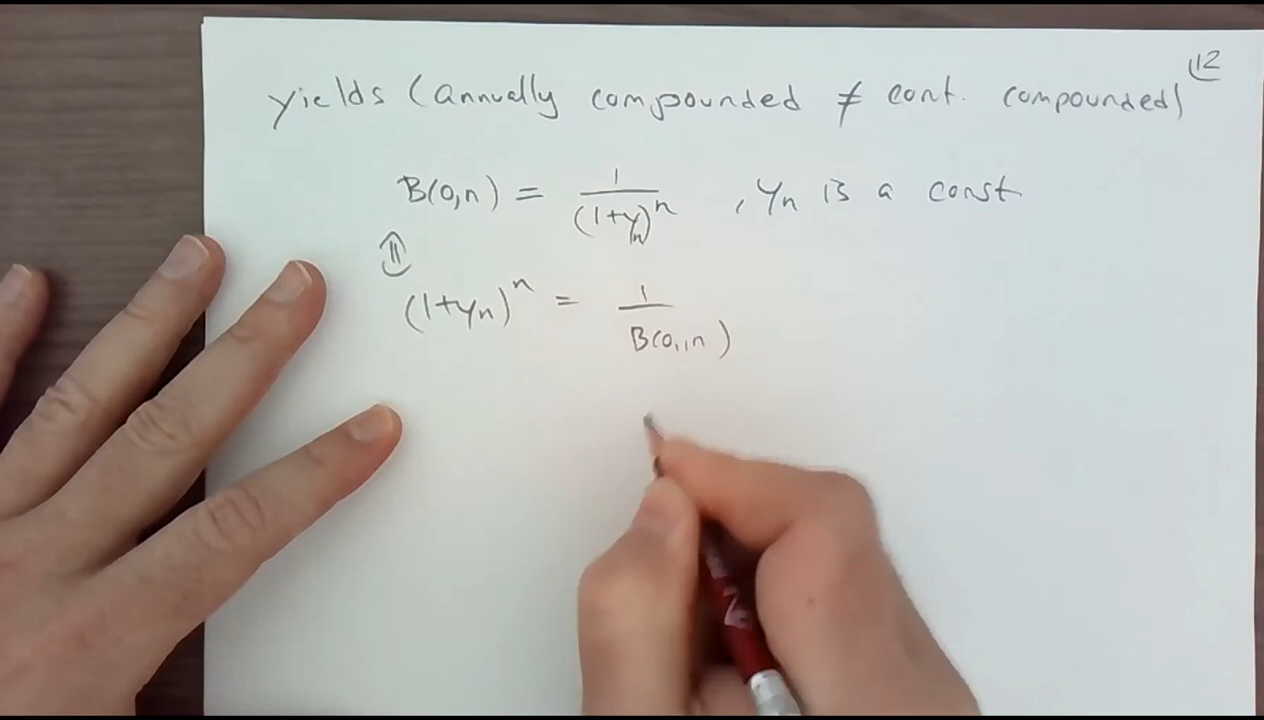 12
yields (annually compounded ≠ cont. compounded)
B(0,n) = 1/(1+yₙ)ⁿ , yₙ is a const
⇕
(1+yₙ)ⁿ = 1/B(0,n)